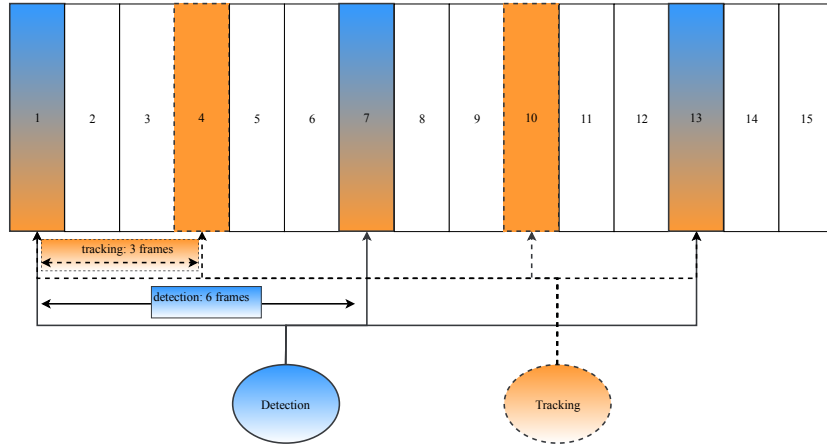 1 2 3 4 5 6 7 8 9 10 11 12 13 14 15
tracking: 3 frames
detection: 6 frames
Detection
Tracking